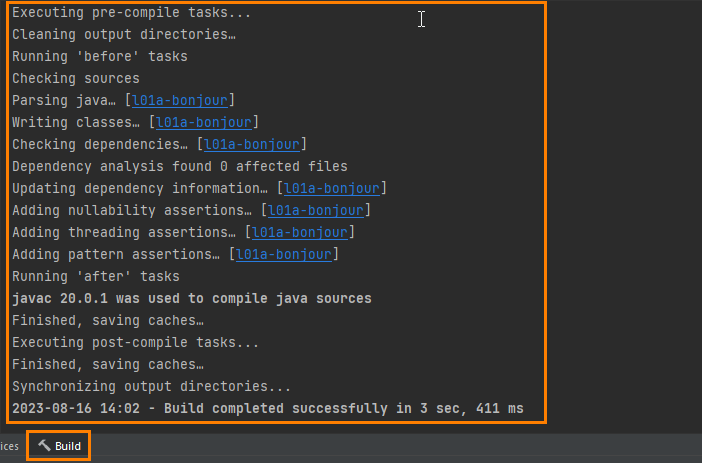 Executing pre-compile tasks...
Cleaning output directories…
Running 'before' tasks
Checking sources
Parsing java… [l01a-bonjour]
Writing classes… [l01a-bonjour]
Checking dependencies… [l01a-bonjour]
Dependency analysis found 0 affected files
Updating dependency information… [l01a-bonjour]
Adding nullability assertions… [l01a-bonjour]
Adding threading assertions… [l01a-bonjour]
Adding pattern assertions… [l01a-bonjour]
Running 'after' tasks
javac 20.0.1 was used to compile java sources
Finished, saving caches…
Executing post-compile tasks...
Finished, saving caches…
Synchronizing output directories...
2023-08-16 14:02 - Build completed successfully in 3 sec, 411 ms
ices Build